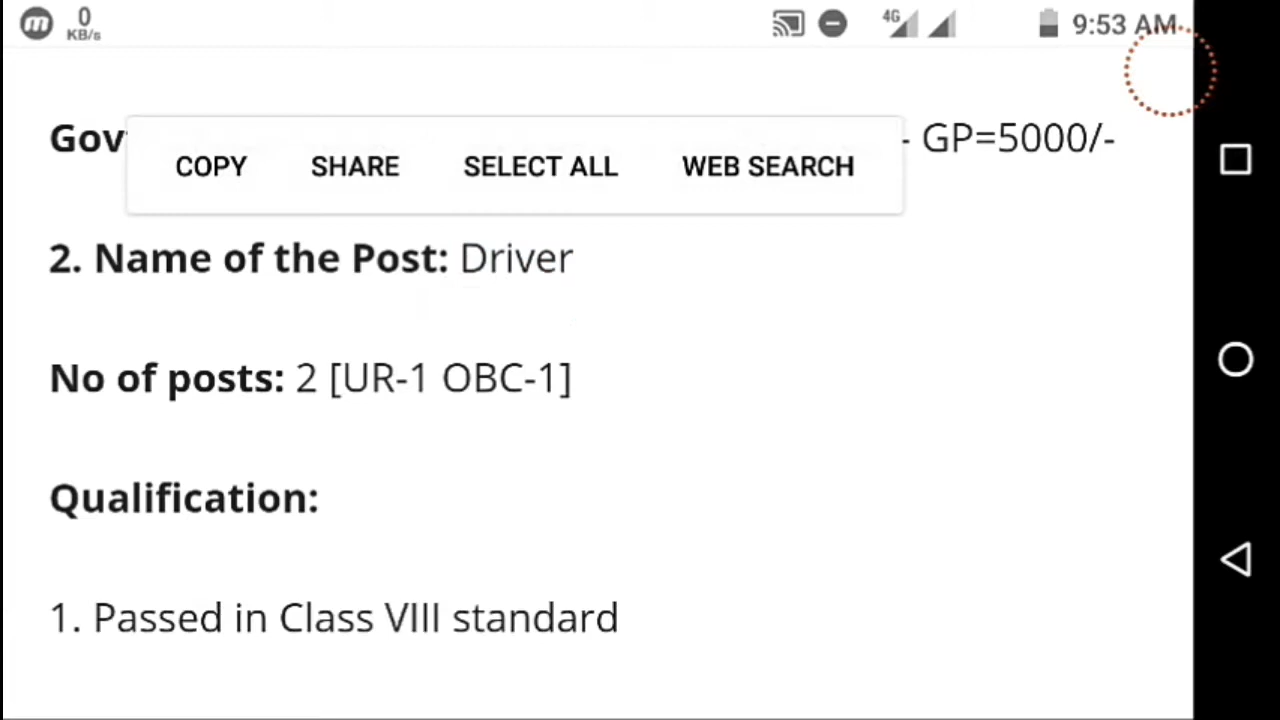 0
KB/s
4G
9:53 AM
- GP=5000/-
COPY SHARE SELECT ALL WEB SEARCH
2. Name of the Post: Driver
No of posts: 2 [UR-1 OBC-1]
Qualification:
1. Passed in Class VIII standard